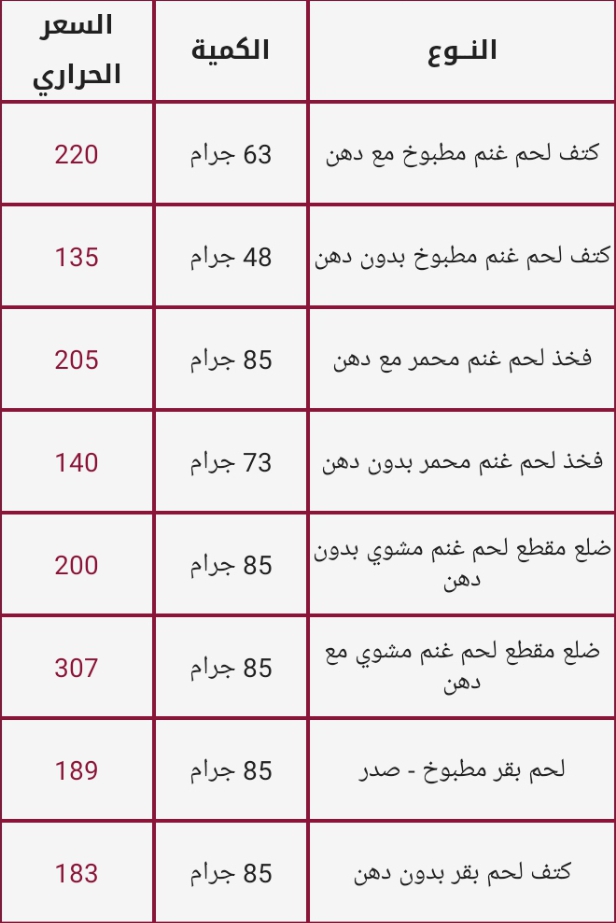 النـوع الكمية السعر
الحراري
كتف لحم غنم مطبوخ مع دهن 63 جرام 220
كتف لحم غنم مطبوخ بدون دهن 48 جرام 135
فخذ لحم غنم محمر مع دهن 85 جرام 205
فخذ لحم غنم محمر بدون دهن 73 جرام 140
ضلع مقطع لحم غنم مشوي بدون
دهن 85 جرام 200
ضلع مقطع لحم غنم مشوي مع
دهن 85 جرام 307
لحم بقر مطبوخ - صدر 85 جرام 189
كتف لحم بقر بدون دهن 85 جرام 183